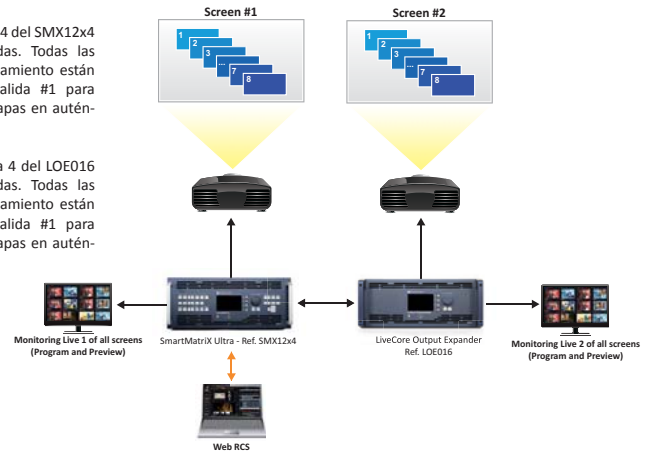 4 del SMX12x4
das. Todas las
amiento están
alida #1 para
apas en autén-
a 4 del LOE016
das. Todas las
amiento están
alida #1 para
apas en autén-
Screen #1
Screen #2
1
2
3
...
7
8
1
2
3
...
7
8
Monitoring Live 1 of all screens
(Program and Preview)
SmartMatriX Ultra - Ref. SMX12x4
LiveCore Output Expander
Ref. LOE016
Monitoring Live 2 of all screens
(Program and Preview)
Web RCS